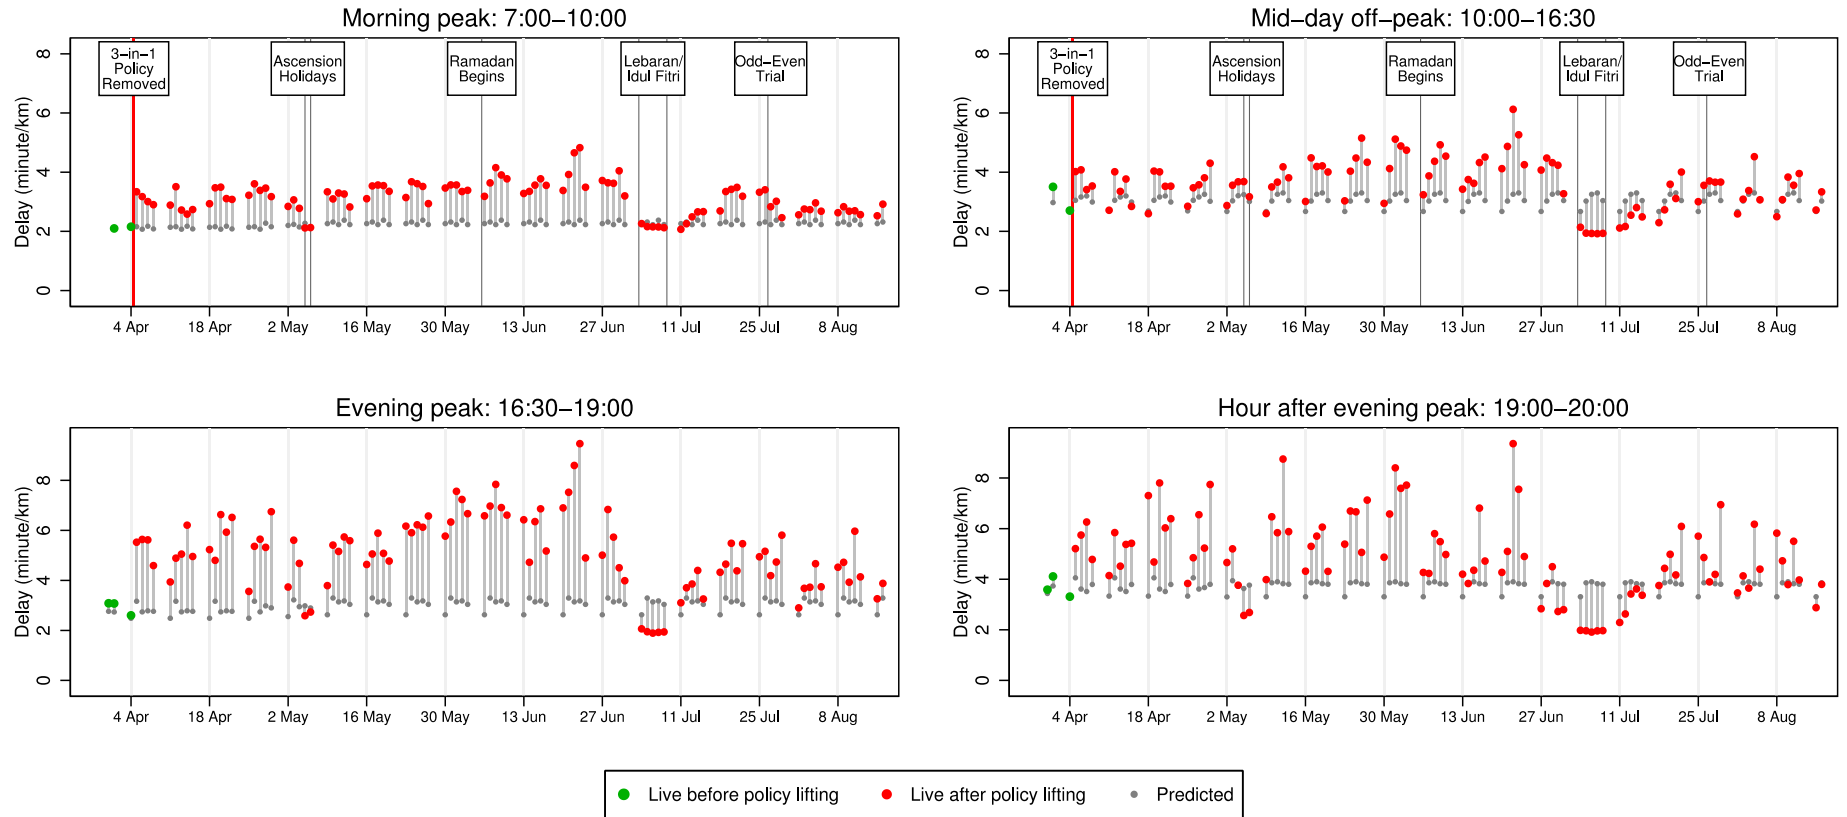 Morning peak: 7:00−10:00
Delay (minute/km)
0
2
4
6
8
3−in−1
Policy
Removed
Ascension
Holidays
Ramadan
Begins
Lebaran/
Idul Fitri
Odd−Even
Trial
4 Apr 18 Apr 2 May 16 May 30 May 13 Jun 27 Jun 11 Jul 25 Jul 8 Aug
Mid−day off−peak: 10:00−16:30
Delay (minute/km)
0
2
4
6
8
3−in−1
Policy
Removed
Ascension
Holidays
Ramadan
Begins
Lebaran/
Idul Fitri
Odd−Even
Trial
4 Apr 18 Apr 2 May 16 May 30 May 13 Jun 27 Jun 11 Jul 25 Jul 8 Aug
Evening peak: 16:30−19:00
Delay (minute/km)
0
2
4
6
8
4 Apr 18 Apr 2 May 16 May 30 May 13 Jun 27 Jun 11 Jul 25 Jul 8 Aug
Hour after evening peak: 19:00−20:00
Delay (minute/km)
0
2
4
6
8
4 Apr 18 Apr 2 May 16 May 30 May 13 Jun 27 Jun 11 Jul 25 Jul 8 Aug
Live before policy lifting Live after policy lifting Predicted